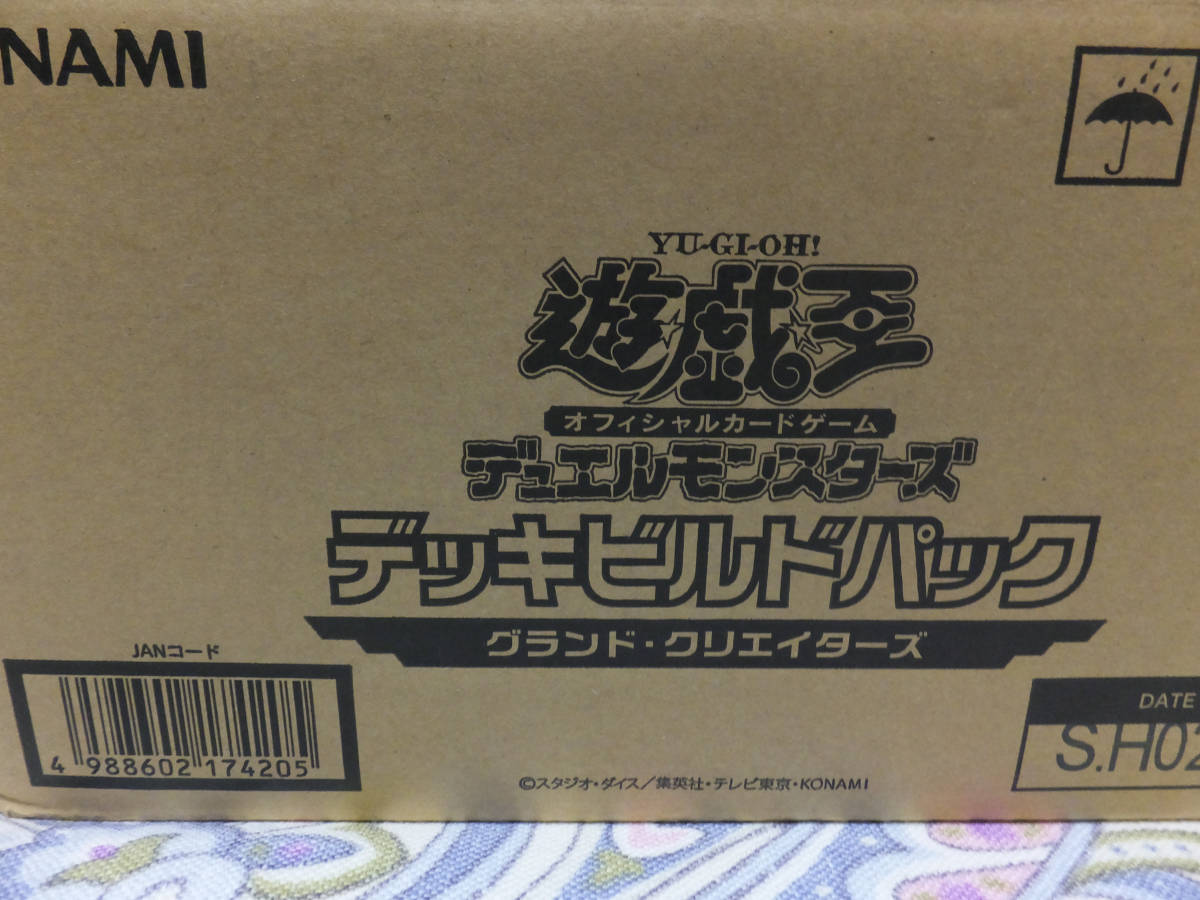 ONAMI
YU-GI-OH!
遊戯王
オフィシャルカードゲーム
デュエルモンスターズ
デッキビルドパック
グランド・クリエイターズ
JANコード
4 988602 174205
DATE
S.H02
©スタジオ・ダイス/集英社・テレビ東京・KONAMI